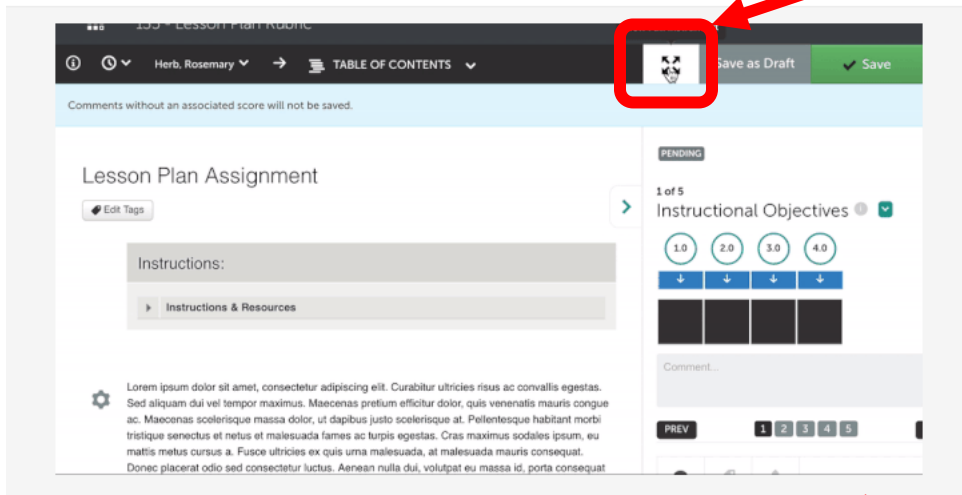 155 - Lesson Plan Rubric
Herb, Rosemary
TABLE OF CONTENTS
Save as Draft
Save
Comments without an associated score will not be saved.
Lesson Plan Assignment
Edit Tags
Instructions:
Instructions & Resources
Lorem ipsum dolor sit amet, consectetur adipiscing elit. Curabitur ultricies risus ac convallis egestas.
Sed aliquam dui vel tempor maximus. Maecenas pretium efficitur dolor, quis venenatis mauris congue
ac. Maecenas scelerisque massa dolor, ut dapibus justo scelerisque at. Pellentesque habitant morbi
tristique senectus et netus et malesuada fames ac turpis egestas. Cras maximus sodales ipsum, eu
mattis metus cursus a. Fusce ultricies ex quis urna malesuada, at malesuada mauris consequat.
Donec placerat odio sed consectetur luctus. Aenean nulla dui, volutpat eu massa id, porta consequat
PENDING
1 of 5
Instructional Objectives
1.0 2.0 3.0 4.0
Comment...
PREV 1 2 3 4 5